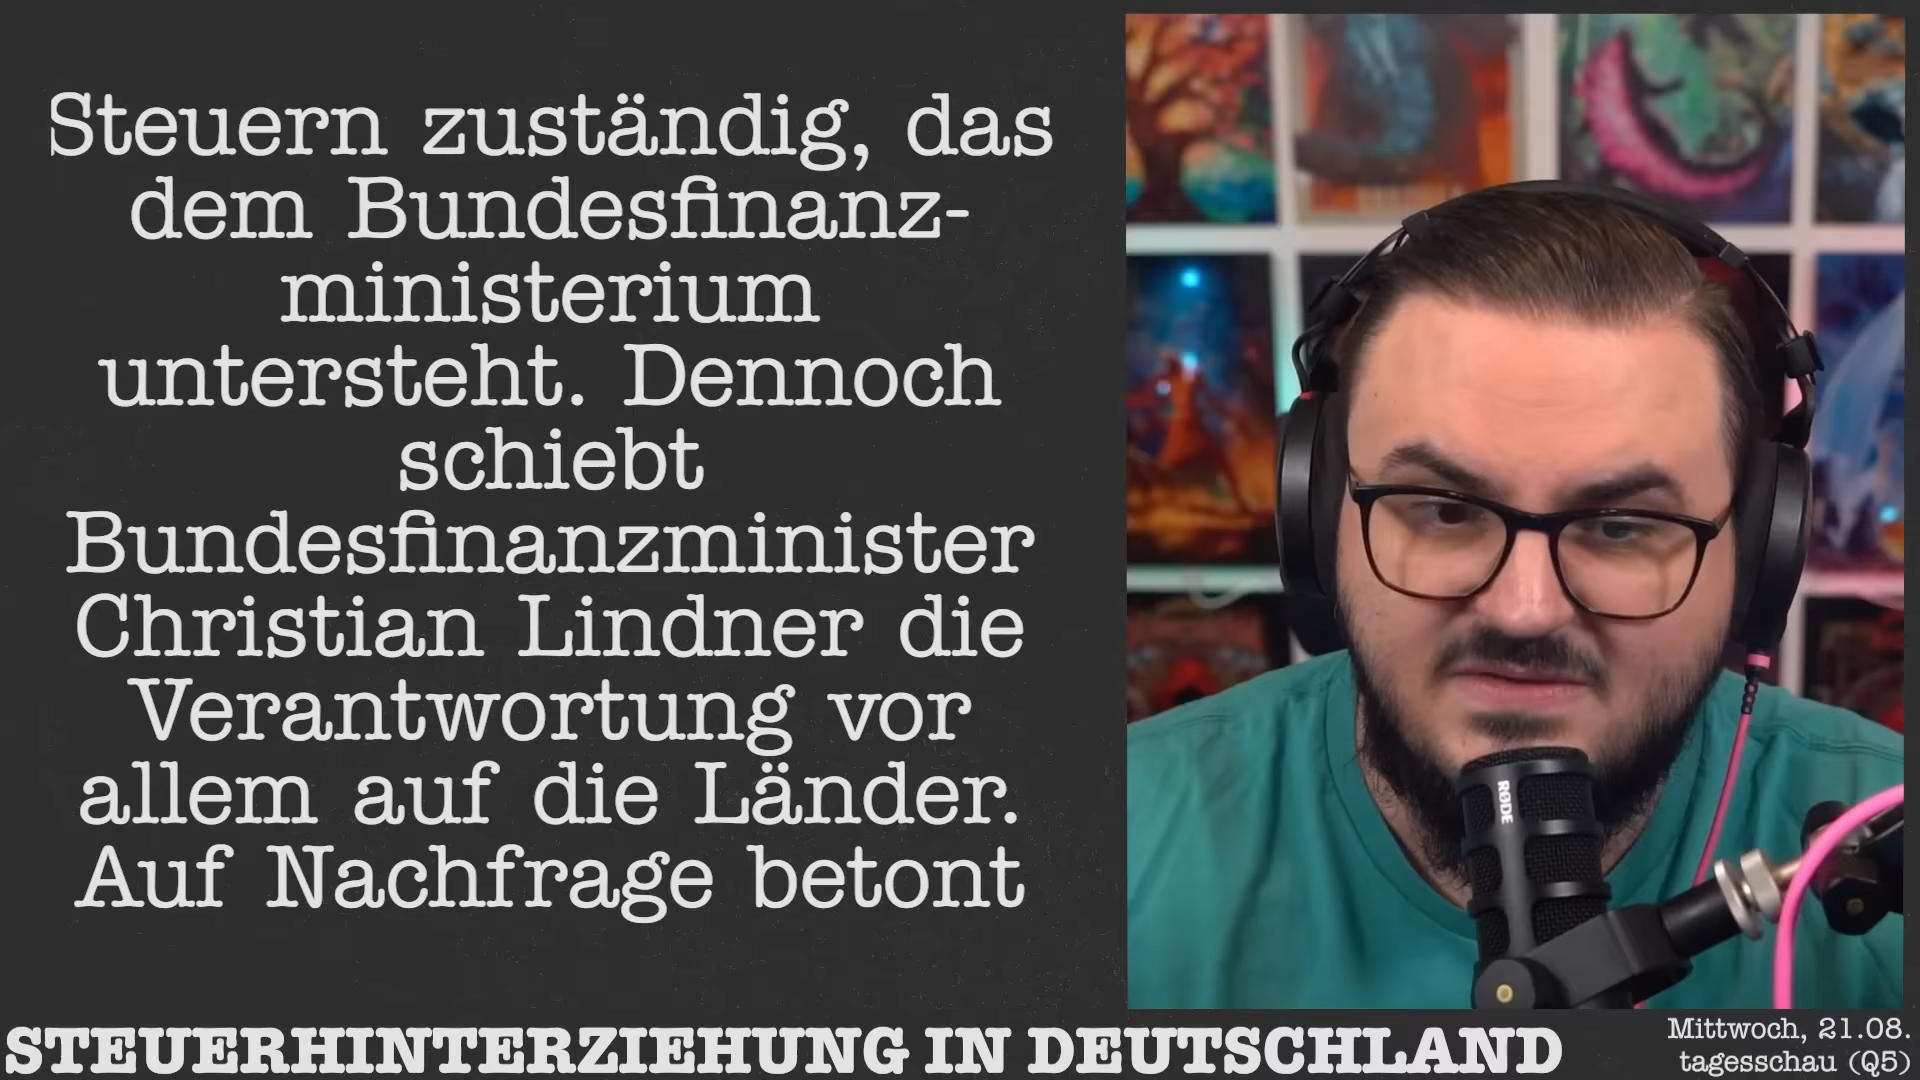 Steuern zuständig, das
dem Bundesfinanz-
ministerium
untersteht. Dennoch
schiebt
Bundesfinanzminister
Christian Lindner die
Verantwortung vor
allem auf die Länder.
Auf Nachfrage betont
RØDE
STEUERHINTERZIEHUNG IN DEUTSCHLAND
Mittwoch, 21.08.
tagesschau (Q5)